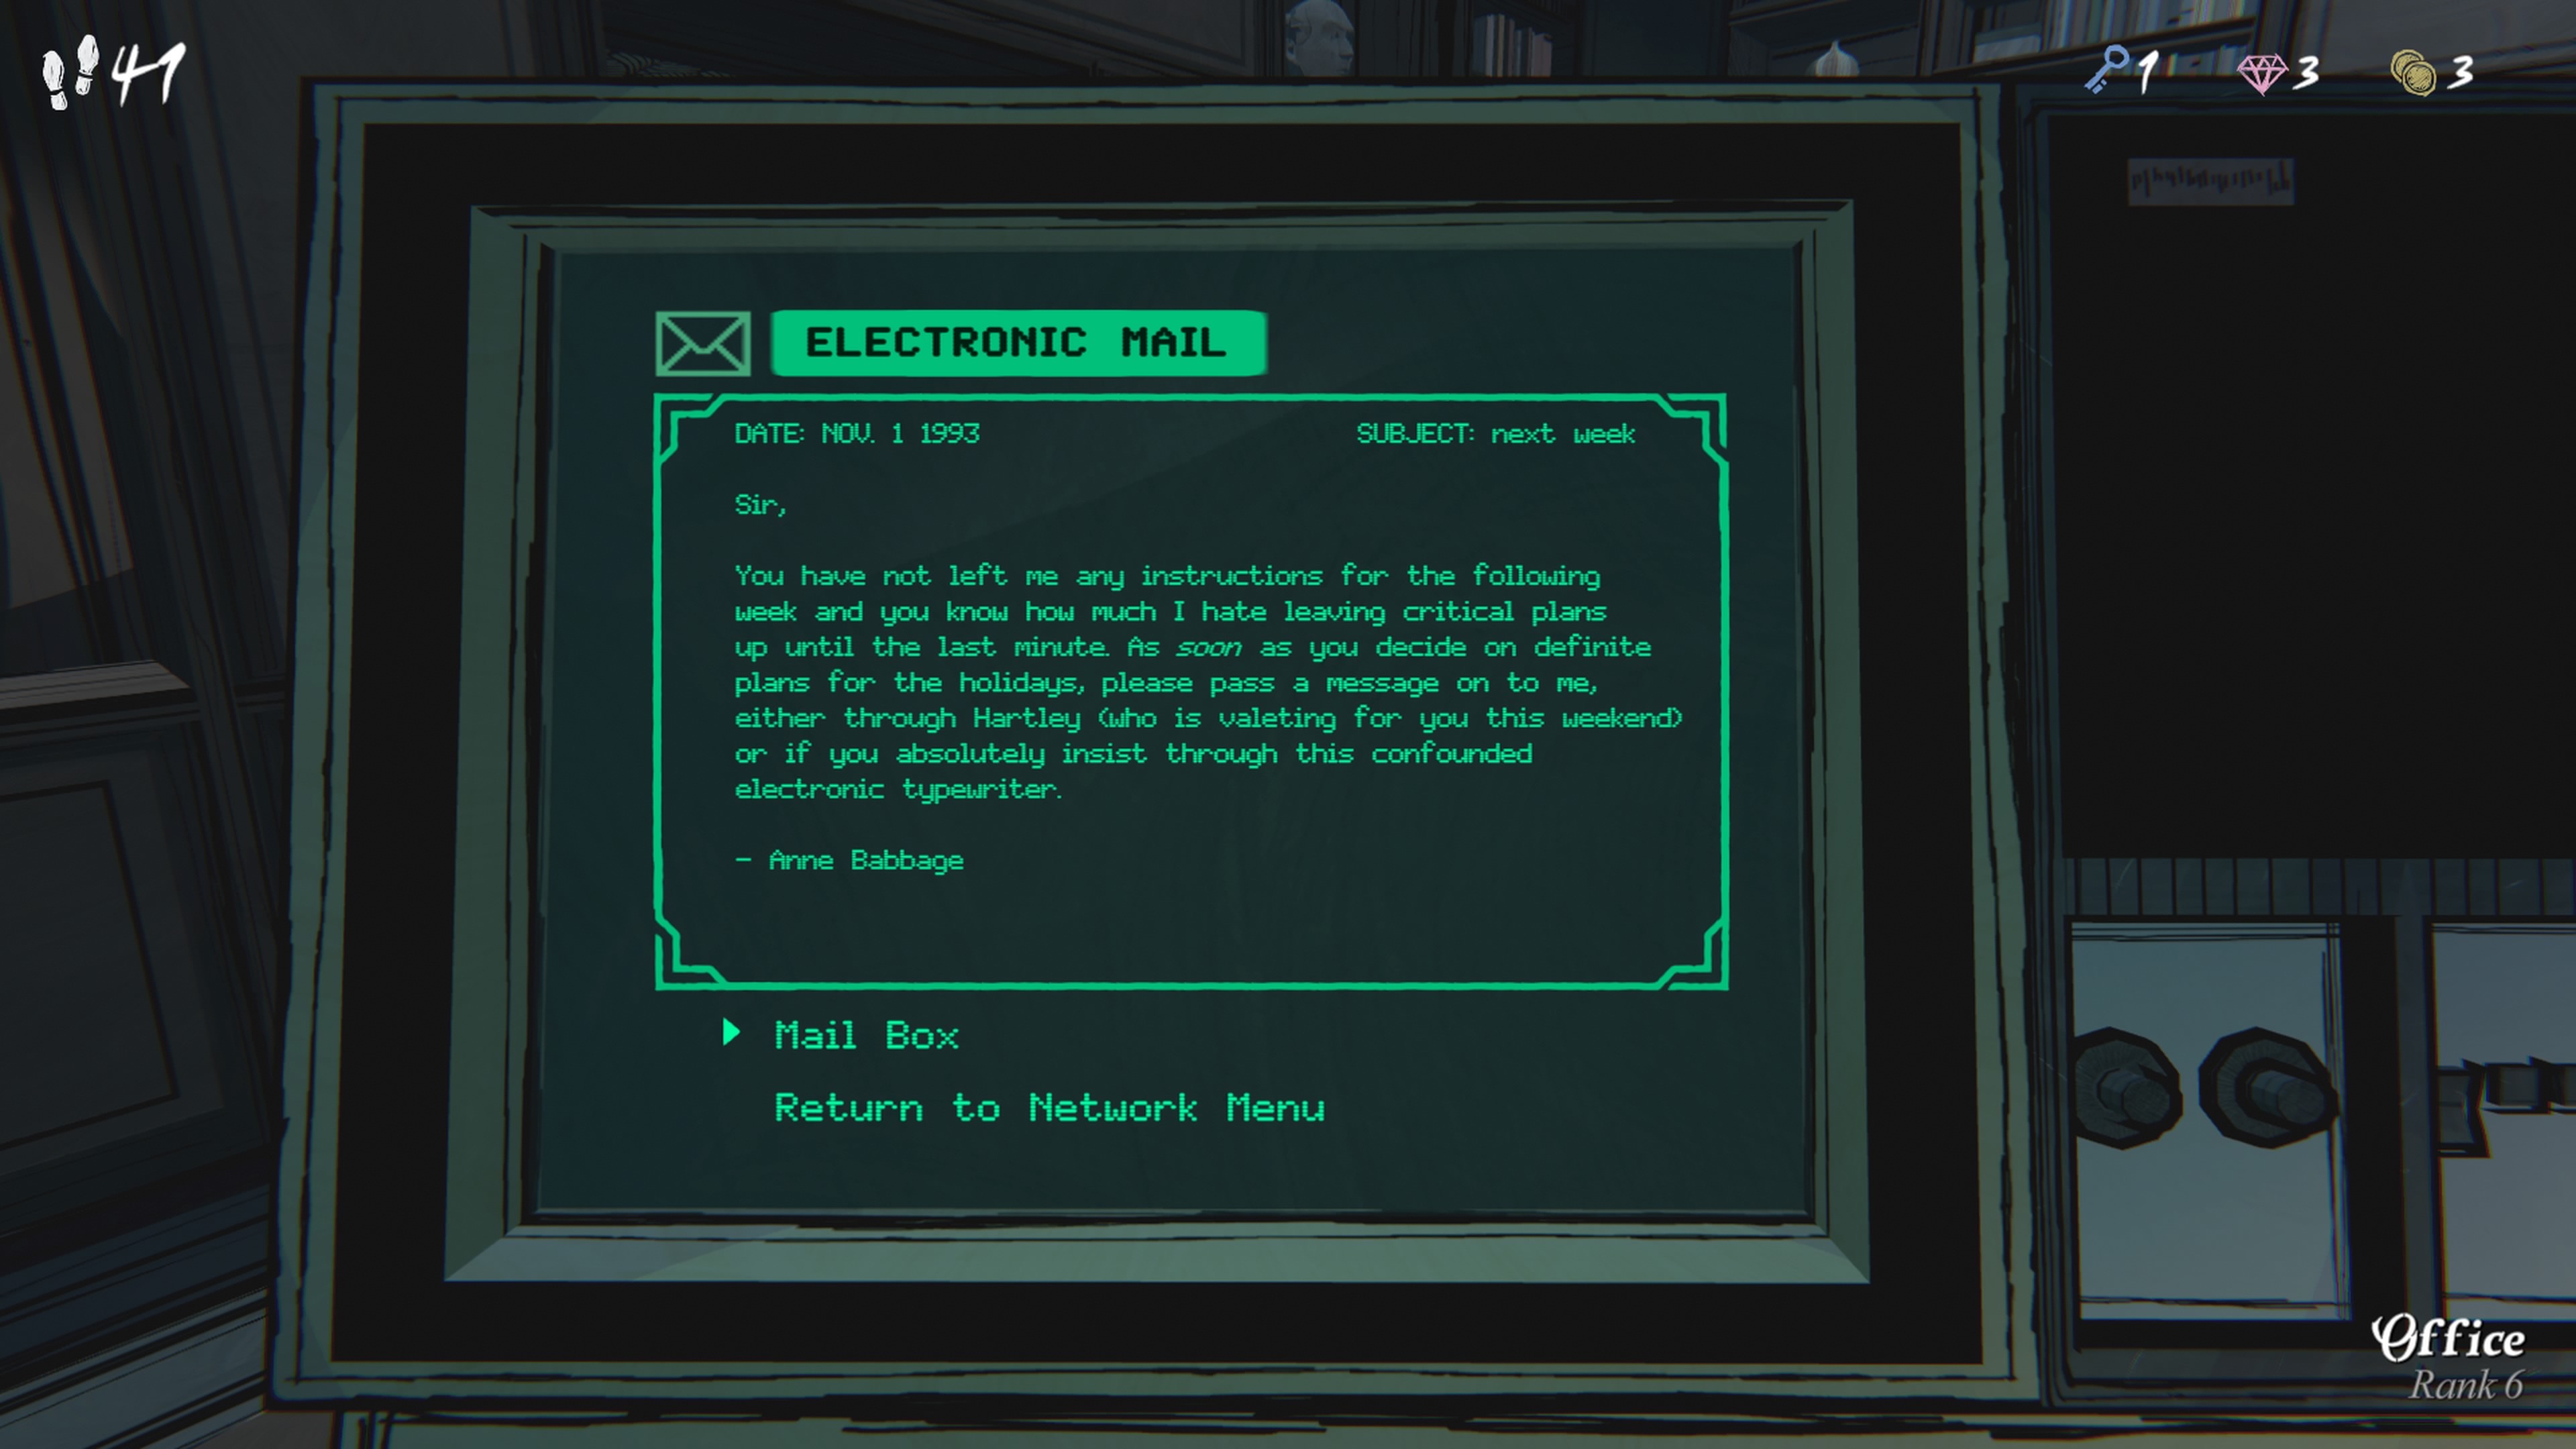 41
1
3
3
ELECTRONIC MAIL
DATE: NOV. 1 1993
SUBJECT: next week
Sir,
You have not left me any instructions for the following
week and you know how much I hate leaving critical plans
up until the last minute. As soon as you decide on definite
plans for the holidays, please pass a message on to me,
either through Hartley (who is valeting for you this weekend)
or if you absolutely insist through this confounded
electronic typewriter.
- Anne Babbage
Mail Box
Return to Network Menu
Office
Rank 6